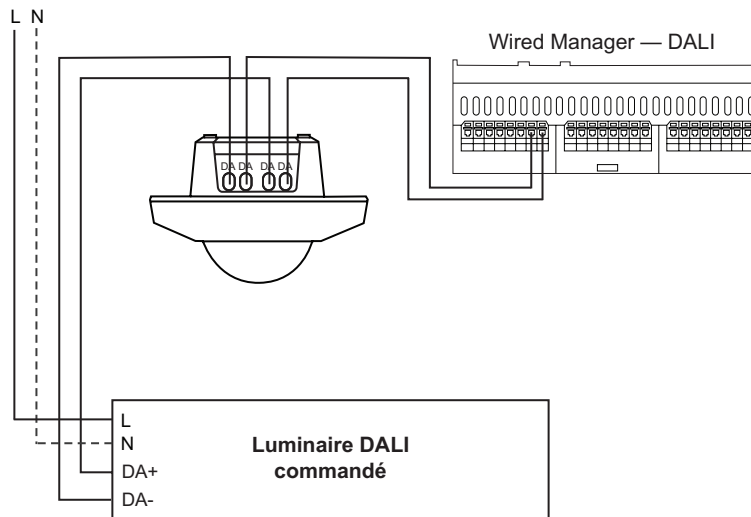 L N
Wired Manager — DALI
DA DA DA DA
L
N
DA+
DA-
Luminaire DALI
commandé